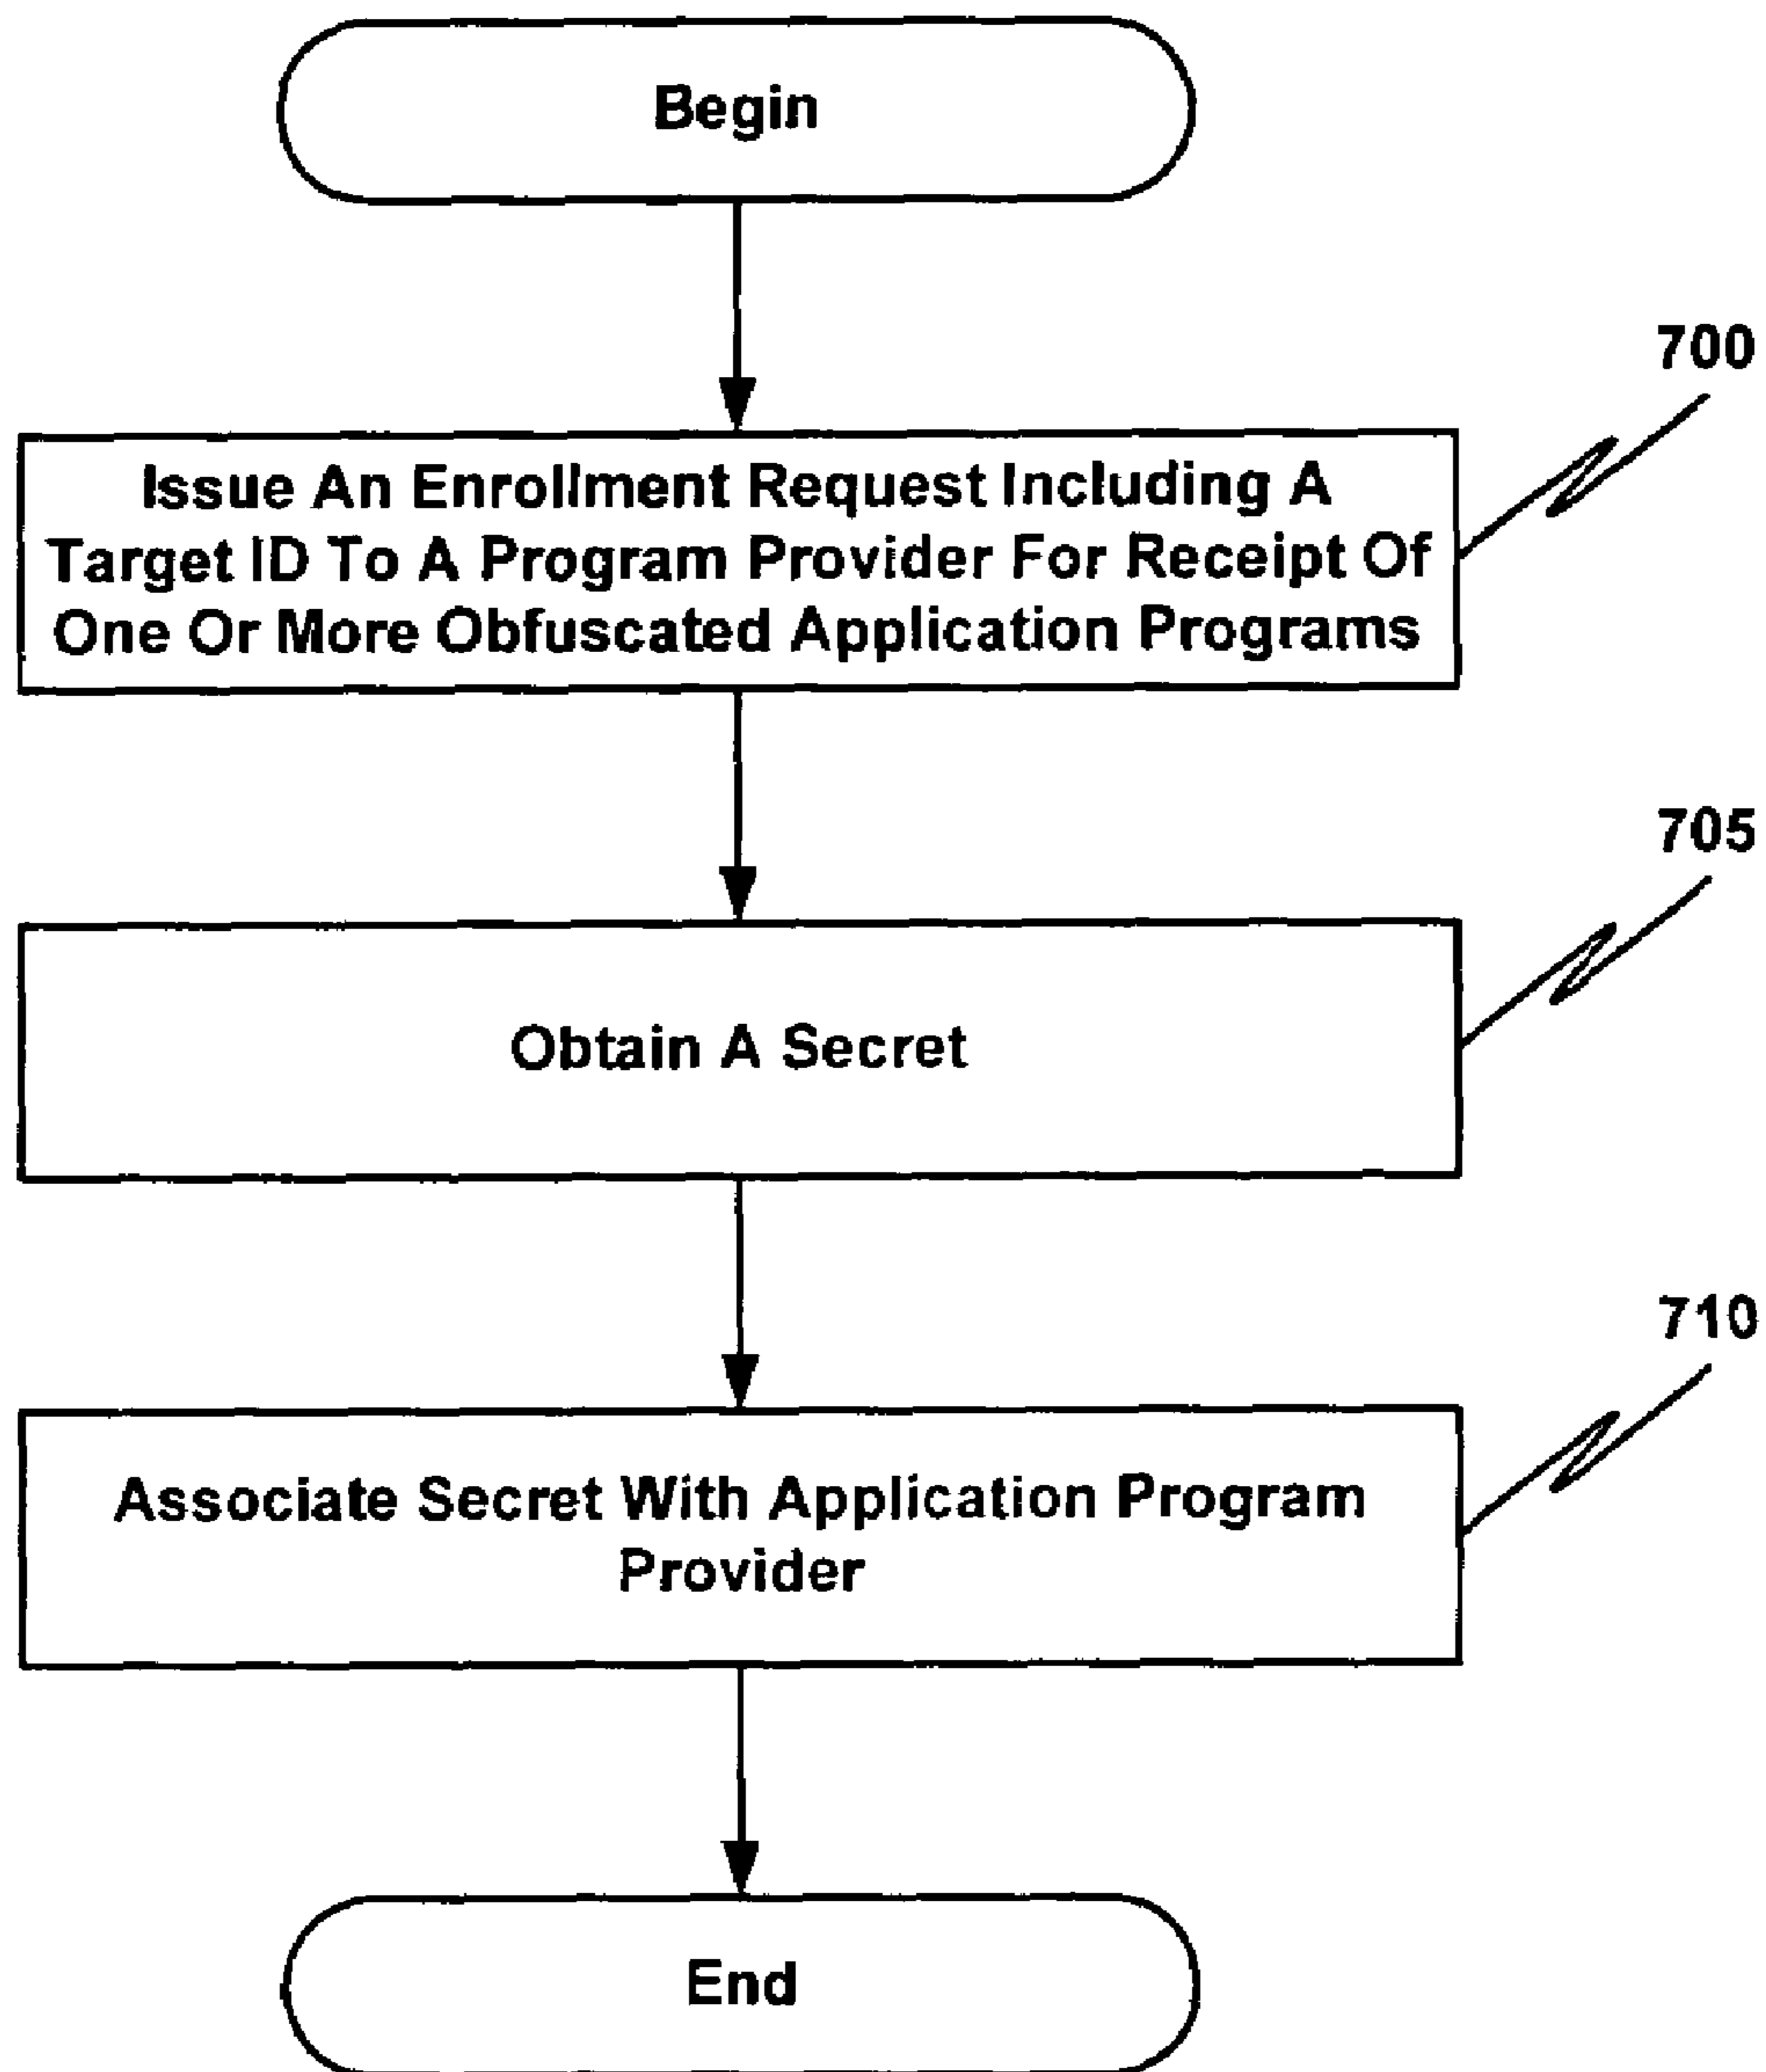 Begin
700
Issue An Enrollment Request Including A
Target ID To A Program Provider For Receipt Of
One Or More Obfuscated Application Programs
705
Obtain A Secret
710
Associate Secret With Application Program
Provider
End